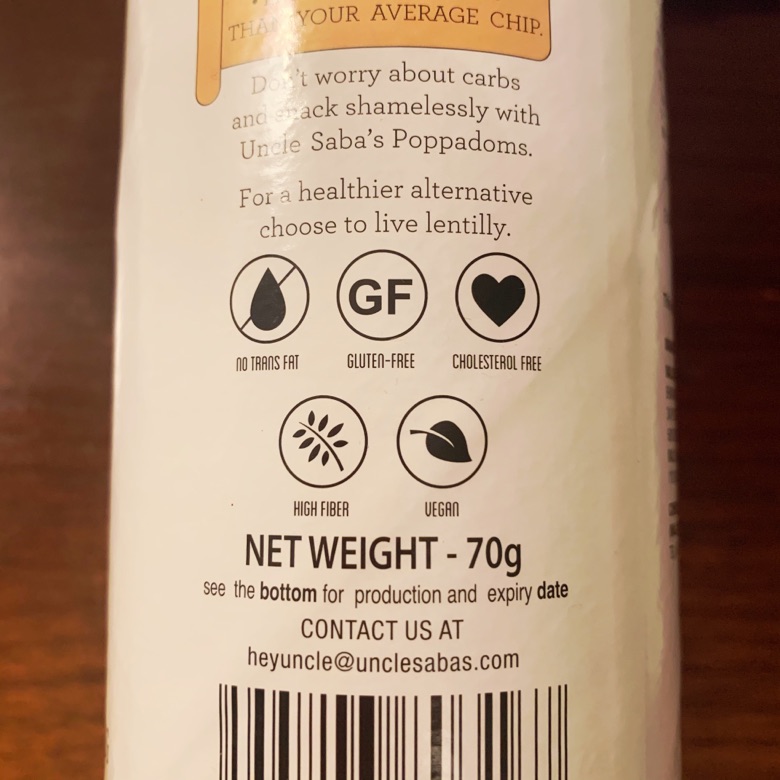 THAN YOUR AVERAGE CHIP.
Don't worry about carbs
and snack shamelessly with
Uncle Saba's Poppadoms.
For a healthier alternative
choose to live lentilly.
GF
NO TRANS FAT GLUTEN-FREE CHOLESTEROL FREE
HIGH FIBER VEGAN
NET WEIGHT - 70g
see the bottom for production and expiry date
CONTACT US AT
heyuncle@unclesabas.com